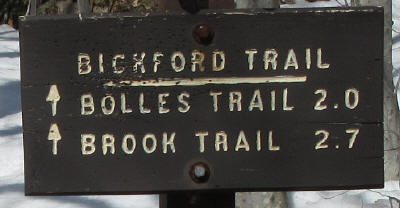 BICKFORD TRAIL
BOLLES TRAIL 2.0
BROOK TRAIL 2.7